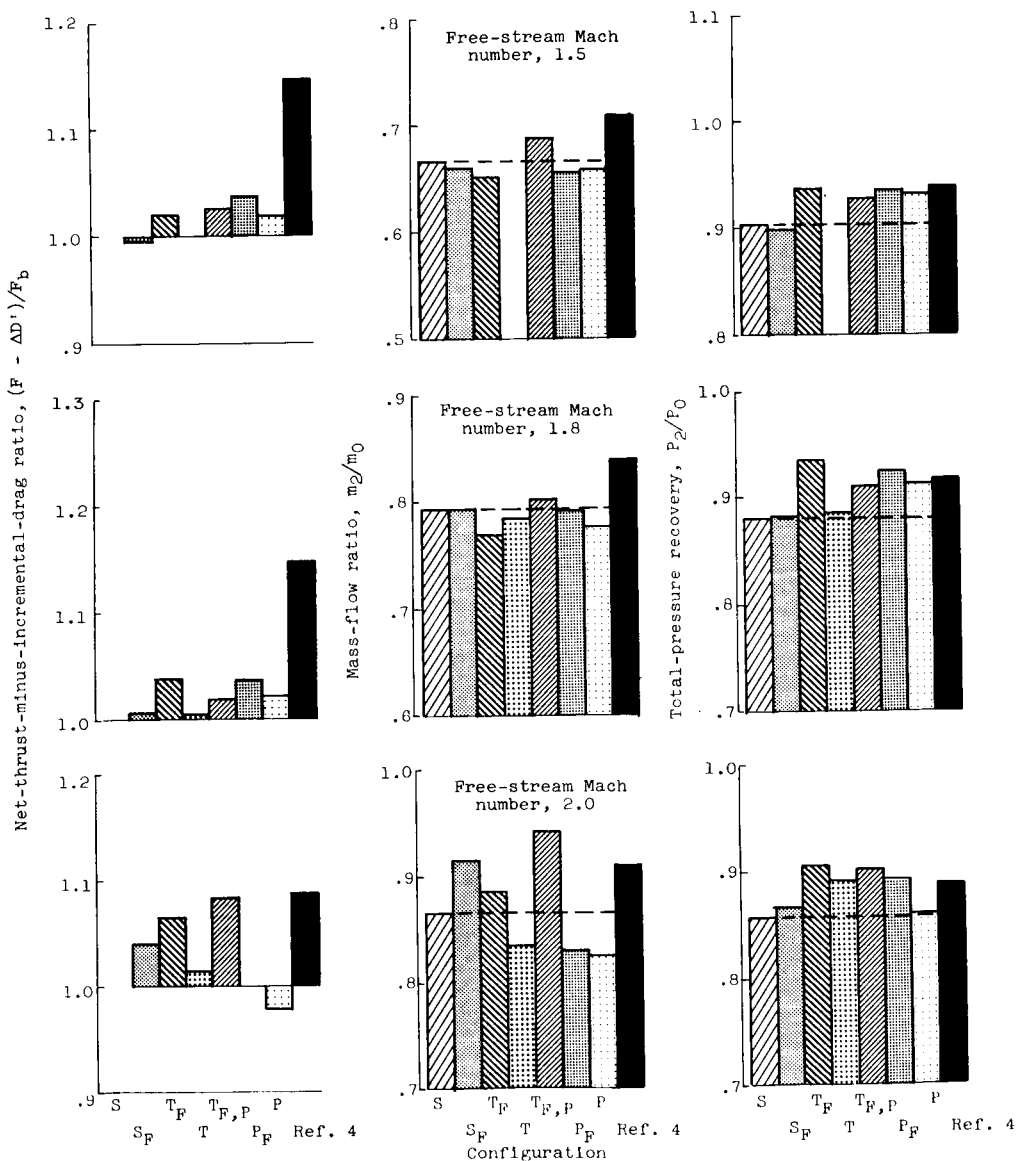 Net-thrust-minus-incremental-drag ratio, (F - ΔD')/F_b
1.2
1.1
1.0
.9
1.3
1.2
1.1
1.0
1.2
1.1
1.0
.9
S S_F T_F T T_F,P P_F P Ref. 4
Mass-flow ratio, m_2/m_0
Free-stream Mach
number, 1.5
.8
.7
.6
.5
Free-stream Mach
number, 1.8
.9
.8
.7
.6
Free-stream Mach
number, 2.0
1.0
.9
.8
.7
S S_F T_F T T_F,P P_F P Ref. 4
Configuration
Total-pressure recovery, P_2/P_0
1.1
1.0
.9
.8
1.0
.9
.8
.7
1.0
.9
.8
.7
S S_F T_F T T_F,P P_F P Ref. 4